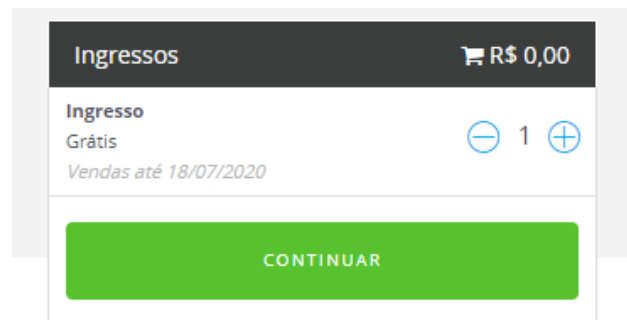 Ingressos R$ 0,00
Ingresso
Grátis 1
Vendas até 18/07/2020
CONTINUAR